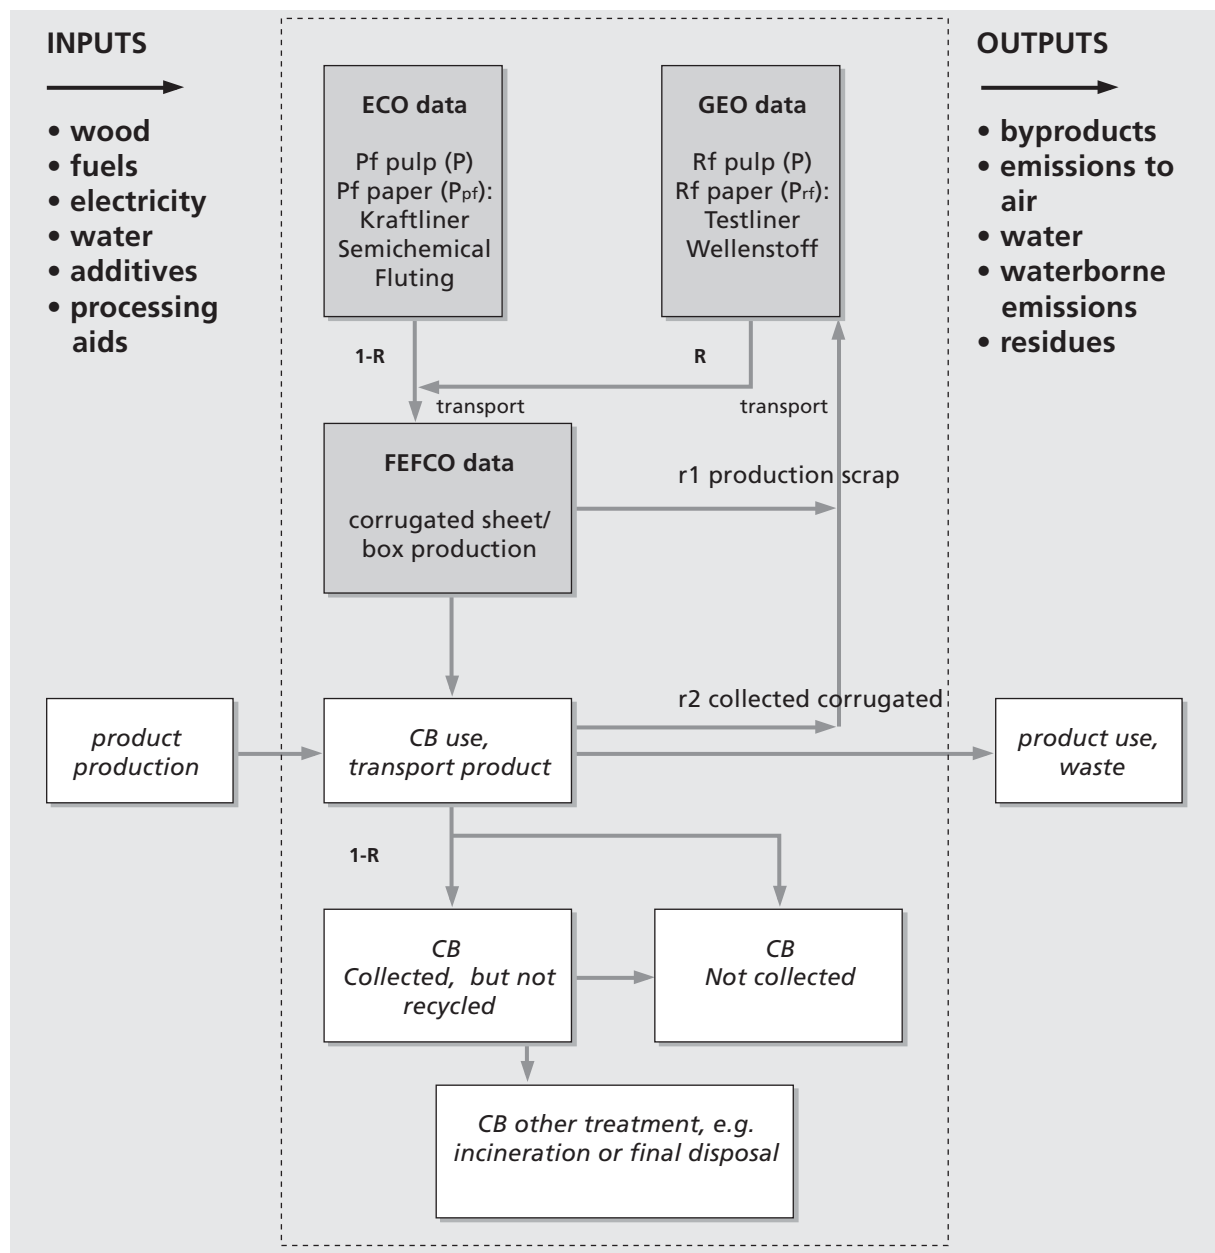 INPUTS
• wood
• fuels
• electricity
• water
• additives
• processing
aids
ECO data
Pf pulp (P)
Pf paper (Ppf):
Kraftliner
Semichemical
Fluting
GEO data
Rf pulp (P)
Rf paper (Prf):
Testliner
Wellenstoff
OUTPUTS
• byproducts
• emissions to
air
• water
• waterborne
emissions
• residues
1-R
R
transport
transport
FEFCO data
corrugated sheet/
box production
r1 production scrap
r2 collected corrugated
product
production
CB use,
transport product
product use,
waste
1-R
CB
Collected, but not
recycled
CB
Not collected
CB other treatment, e.g.
incineration or final disposal